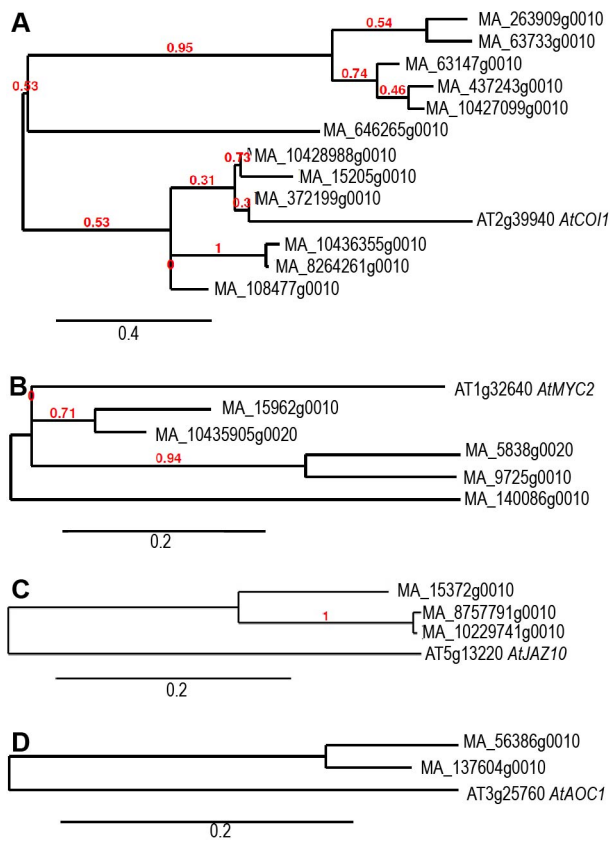 A
0.54
MA_263909g0010
0.95
MA_63733g0010
0.74
MA_63147g0010
0.53
0.46
MA_437243g0010
MA_10427099g0010
MA_646265g0010
0.73
MA_10428988g0010
0.31
MA_15205g0010
0.3
MA_372199g0010
0.53
AT2g39940 AtCOI1
1
MA_10436355g0010
0
MA_8264261g0010
MA_108477g0010
0.4
B
0
AT1g32640 AtMYC2
0.71
MA_15962g0010
MA_10435905g0020
0.94
MA_5838g0020
MA_9725g0010
MA_140086g0010
0.2
C
MA_15372g0010
1
MA_8757791g0010
MA_10229741g0010
AT5g13220 AtJAZ10
0.2
D
MA_56386g0010
MA_137604g0010
AT3g25760 AtAOC1
0.2